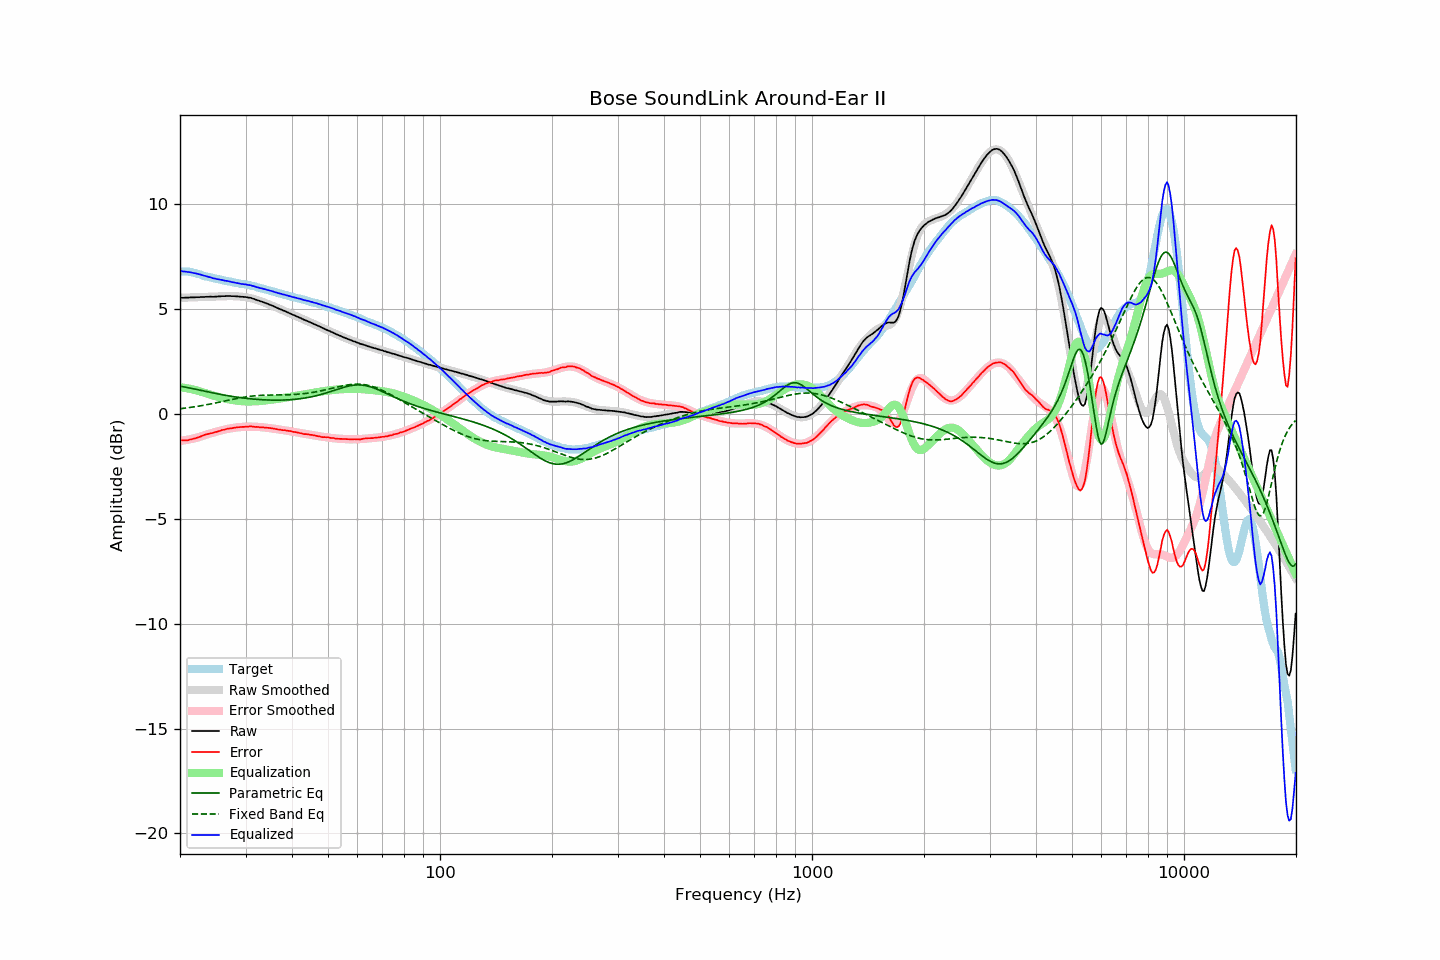 Bose SoundLink Around-Ear II
Amplitude (dBr)
10
5
0
−5
−10
−15
−20
Target
Raw Smoothed
Error Smoothed
Raw
Error
Equalization
Parametric Eq
Fixed Band Eq
Equalized
100 1000 10000
Frequency (Hz)